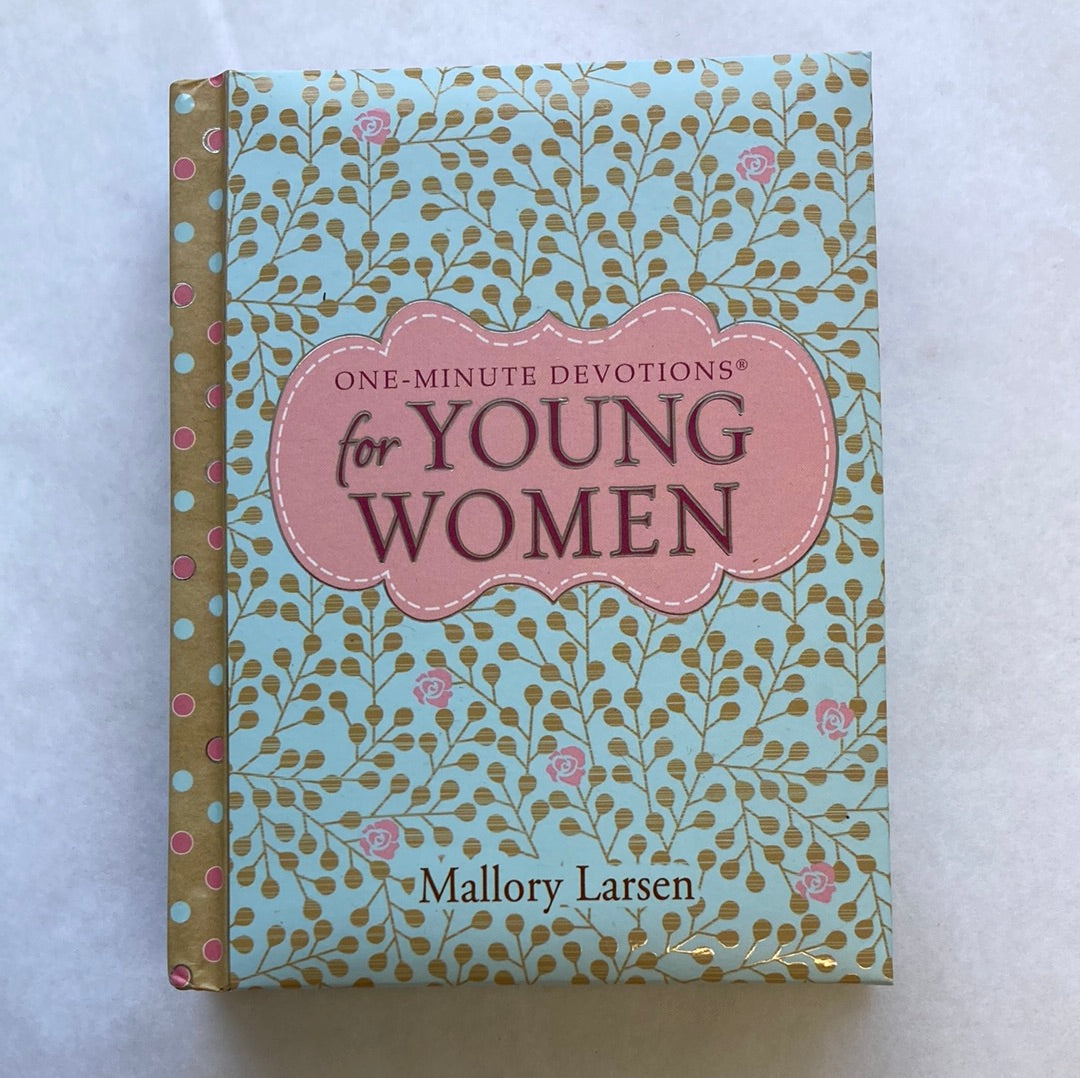 ONE-MINUTE DEVOTIONS®
for YOUNG
WOMEN
Mallory Larsen